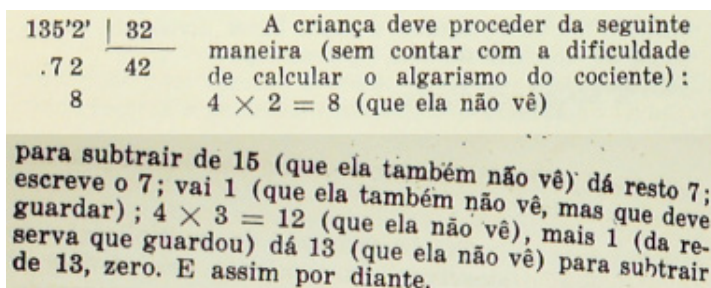 135'2' | 32
.72 42
8
A criança deve proceder da seguinte
maneira (sem contar com a dificuldade
de calcular o algarismo do cociente) :
4 × 2 = 8 (que ela não vê)
para subtrair de 15 (que ela também não vê) dá resto 7;
escreve o 7; vai 1 (que ela também não vê, mas que deve
guardar) ; 4 × 3 = 12 (que ela não vê), mais 1 (da re-
serva que guardou) dá 13 (que ela não vê) para subtrair
de 13, zero. E assim por diante.